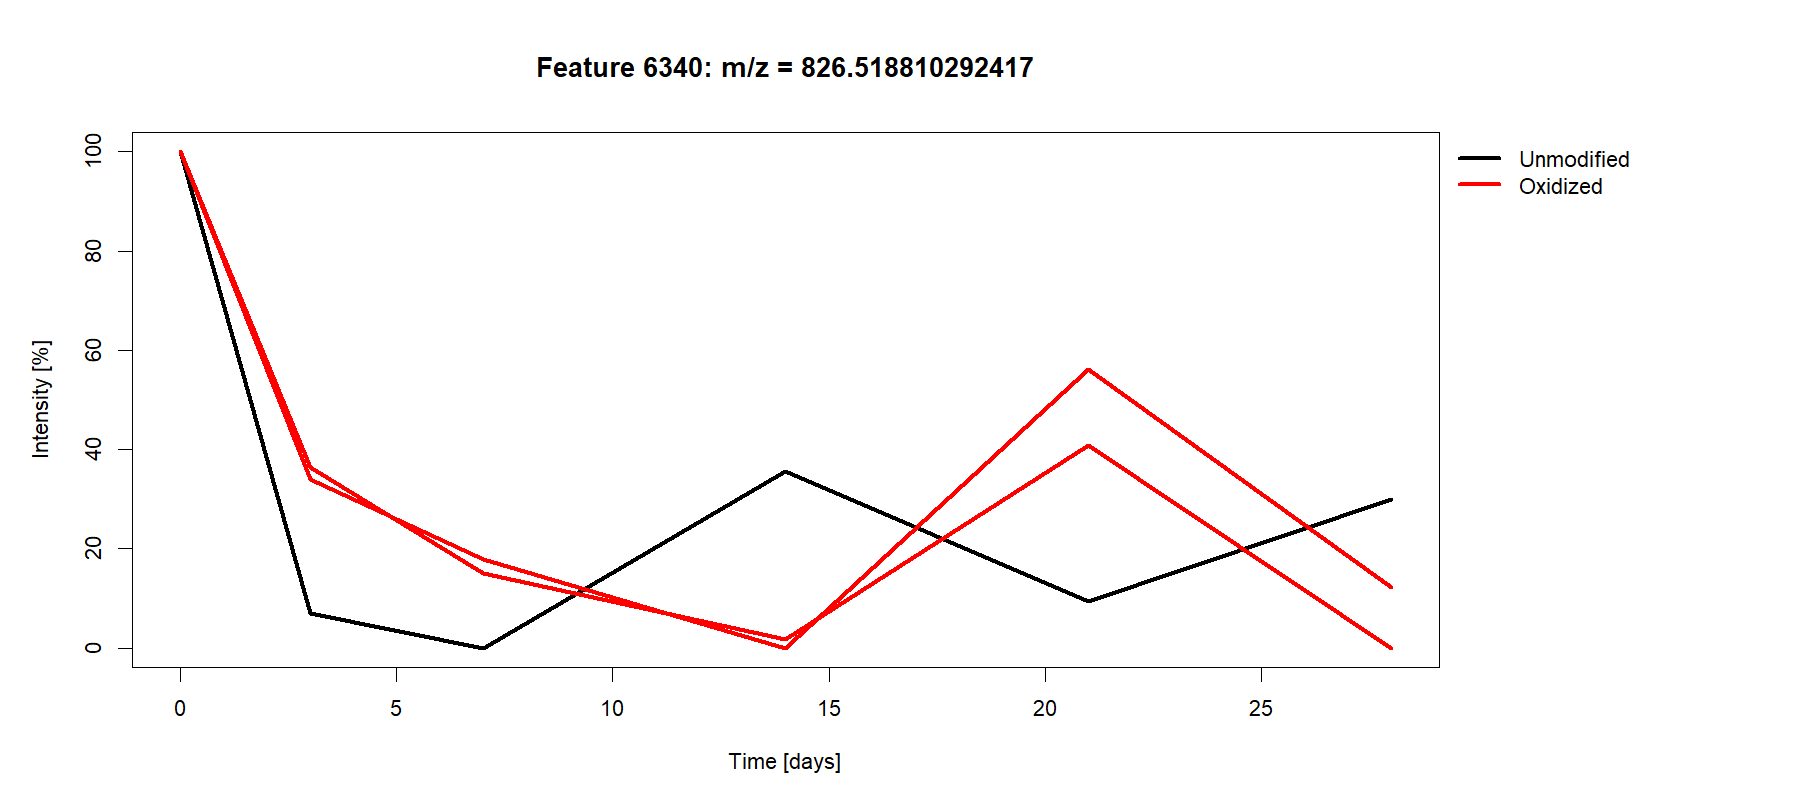 Feature 6340: m/z = 826.518810292417
Unmodified
Oxidized
100
80
60
40
20
0
Intensity [%]
0 5 10 15 20 25
Time [days]